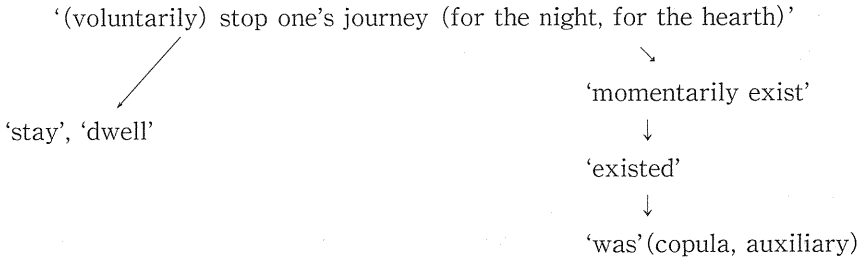 ‘(voluntarily) stop one’s journey (for the night, for the hearth)’
‘momentarily exist’
‘stay’, ‘dwell’
‘existed’
‘was’(copula, auxiliary)